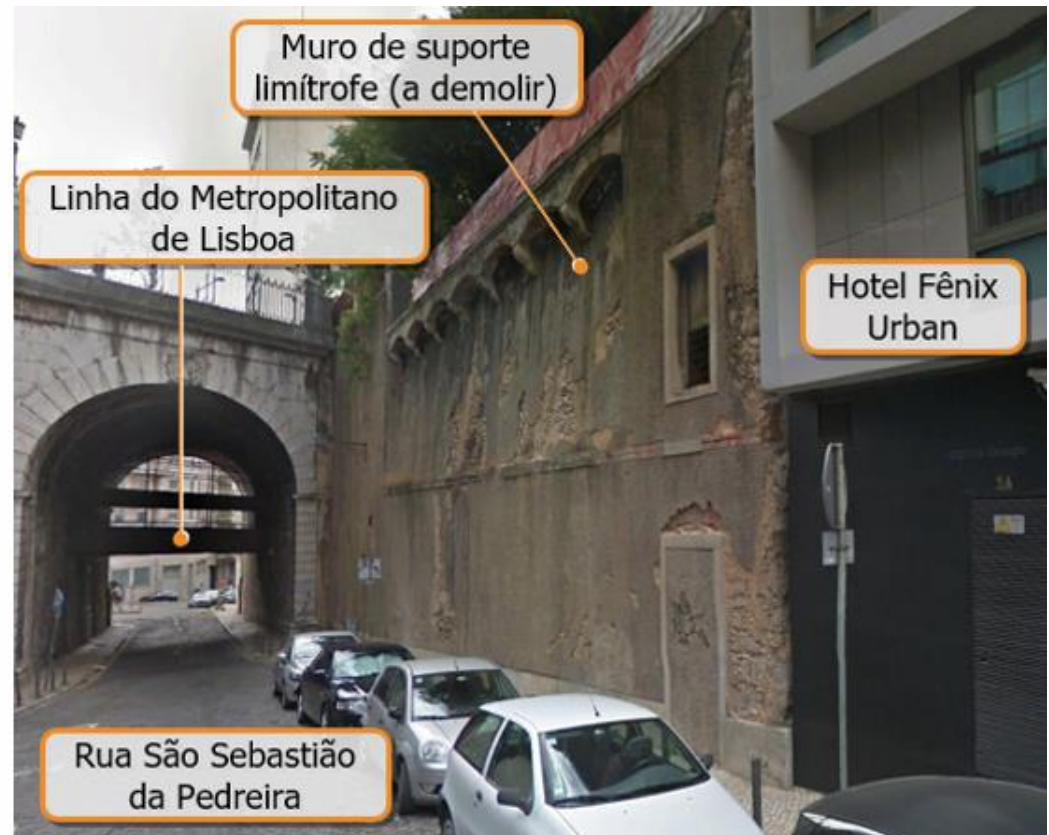 Muro de suporte
limítrofe (a demolir)
Linha do Metropolitano
de Lisboa
Hotel Fênix
Urban
Rua São Sebastião
da Pedreira